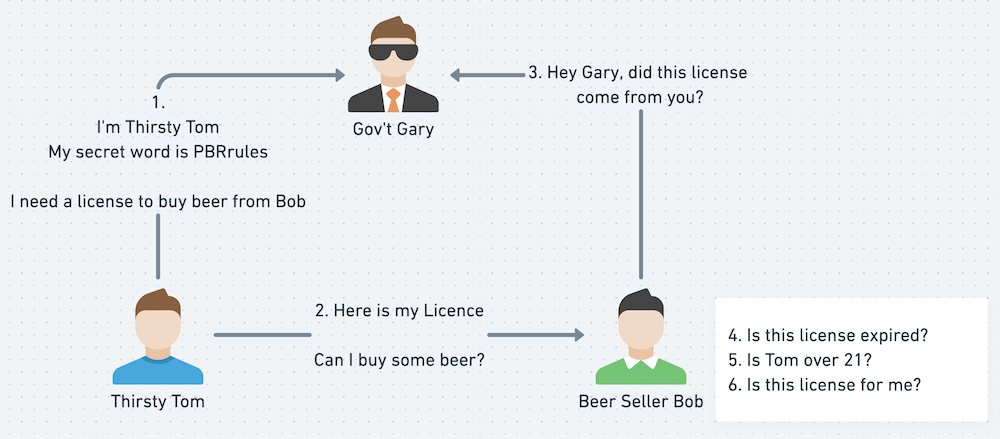 1.
I'm Thirsty Tom
My secret word is PBRrules
I need a license to buy beer from Bob
Gov't Gary
3. Hey Gary, did this license
come from you?
Thirsty Tom
2. Here is my Licence
Can I buy some beer?
Beer Seller Bob
4. Is this license expired?
5. Is Tom over 21?
6. Is this license for me?